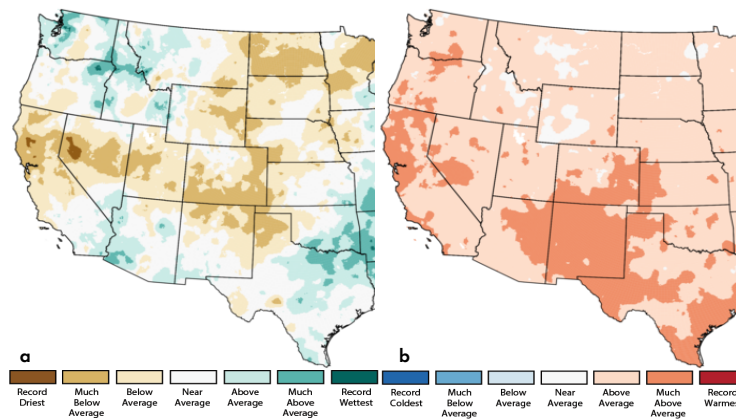 a
b
Record Driest
Much Below Average
Below Average
Near Average
Above Average
Much Above Average
Record Wettest
Record Coldest
Much Below Average
Below Average
Near Average
Above Average
Much Above Average
Record Warmes